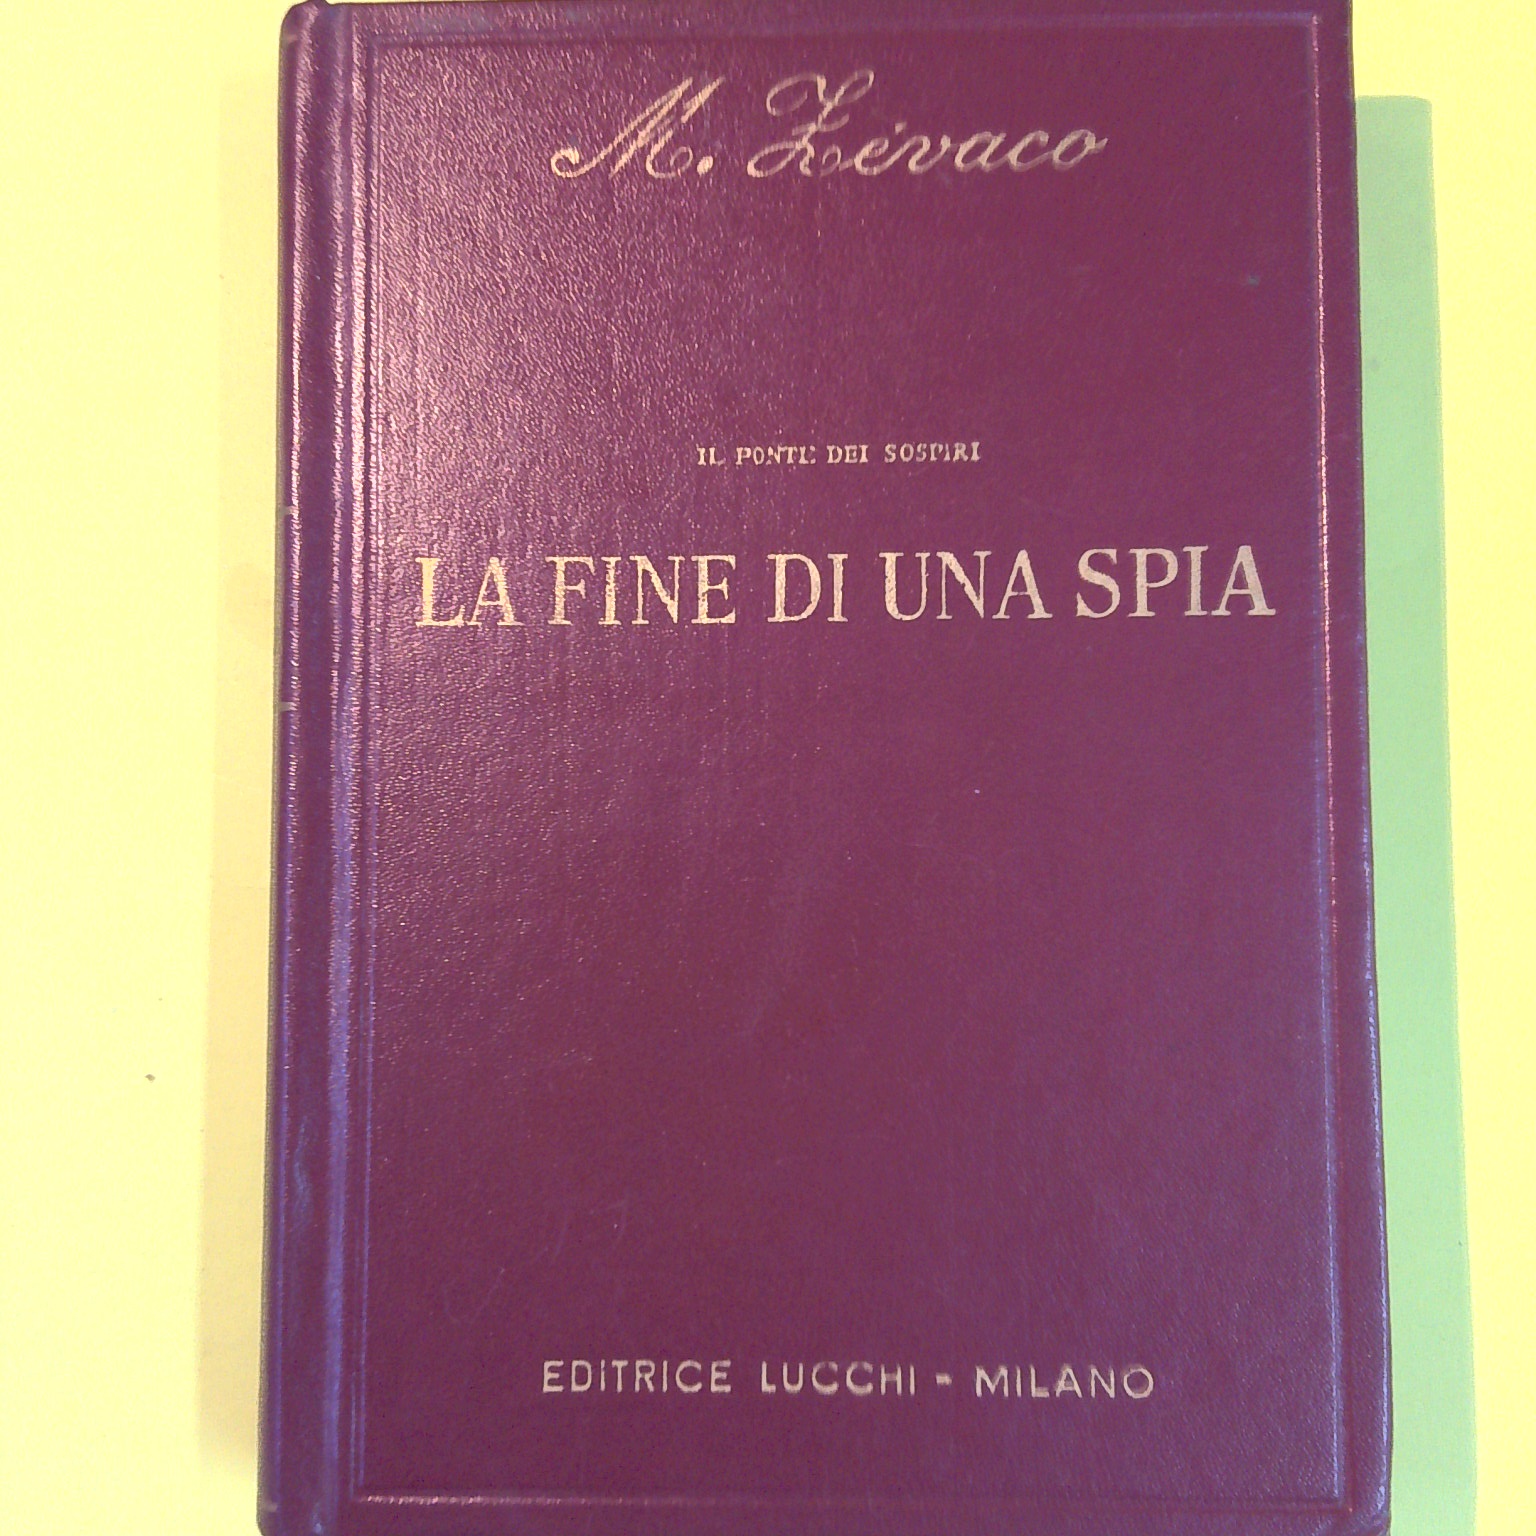 M. Zévaco
IL PONTE DEI SOSPIRI
LA FINE DI UNA SPIA
EDITRICE LUCCHI - MILANO